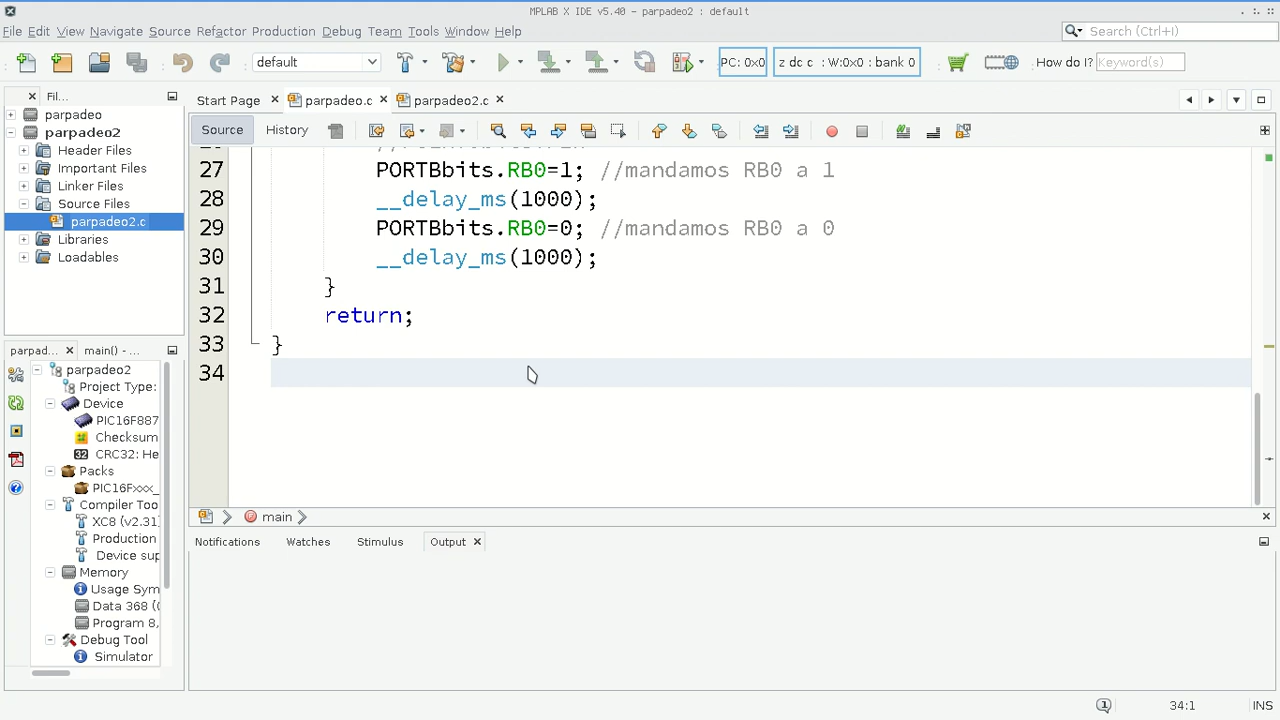 MPLAB X IDE v5.40 - parpadeo2 : default
File Edit View Navigate Source Refactor Production Debug Team Tools Window Help
Search (Ctrl+I)
default
PC: 0x0
z dc c : W:0x0 : bank 0
How do I?
Keyword(s)
Fil...
Start Page
parpadeo.c
parpadeo2.c
parpadeo
parpadeo2
Header Files
Important Files
Linker Files
Source Files
parpadeo2.c
Libraries
Loadables
Source
History
27 PORTBbits.RB0=1; //mandamos RB0 a 1
28 __delay_ms(1000);
29 PORTBbits.RB0=0; //mandamos RB0 a 0
30 __delay_ms(1000);
31 }
32 return;
33 }
34
main
parpad...
main() - ...
parpadeo2
Project Type:
Device
PIC16F887
Checksum
CRC32: He
Packs
PIC16Fxxx_
Compiler Too
XC8 (v2.31)
Production
Device sup
Memory
Usage Sym
Data 368 (
Program 8,
Debug Tool
Simulator
Notifications
Watches
Stimulus
Output
34:1
INS